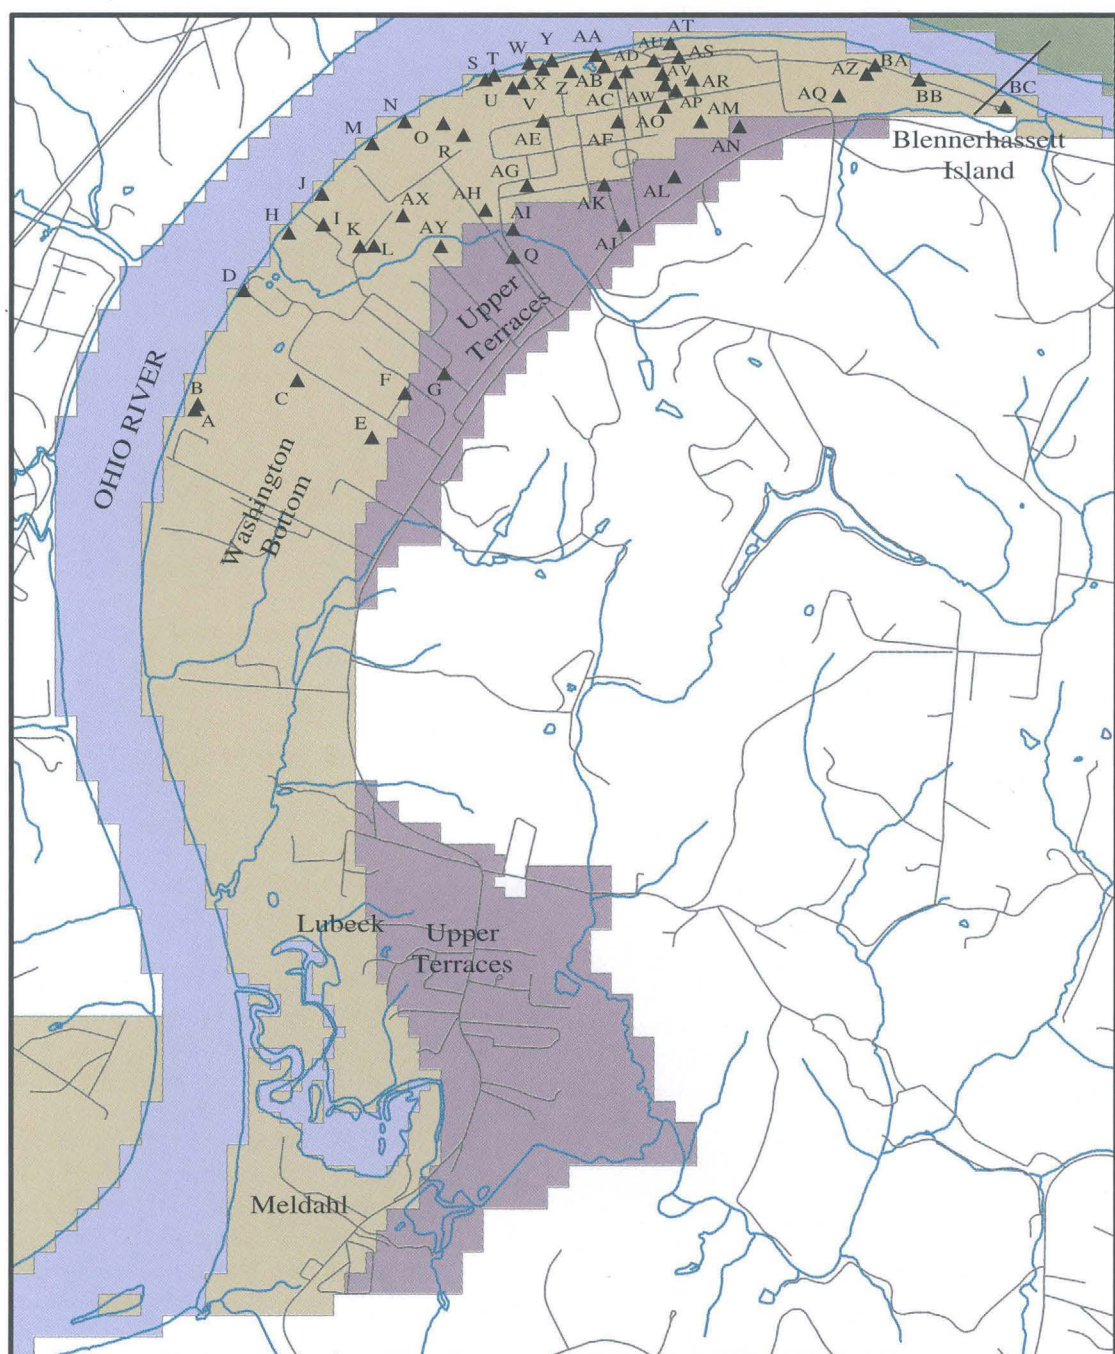 AT
AA
AU
AS
W
Y
AD
S
T
BA
X
Z
AB
AV
AZ
U
V
AC
AW
AR
BB
AP
AQ
BC
N
O
AO
AM
M
R
AE
AF
AN
Blennerhassett
Island
AG
AL
J
AX
AH
AK
H
I
K
L
AY
AI
AJ
Q
D
Upper
Terraces
B
A
C
F
G
E
OHIO RIVER
Washington
Bottom
Lubeck
Upper
Terraces
Meldahl